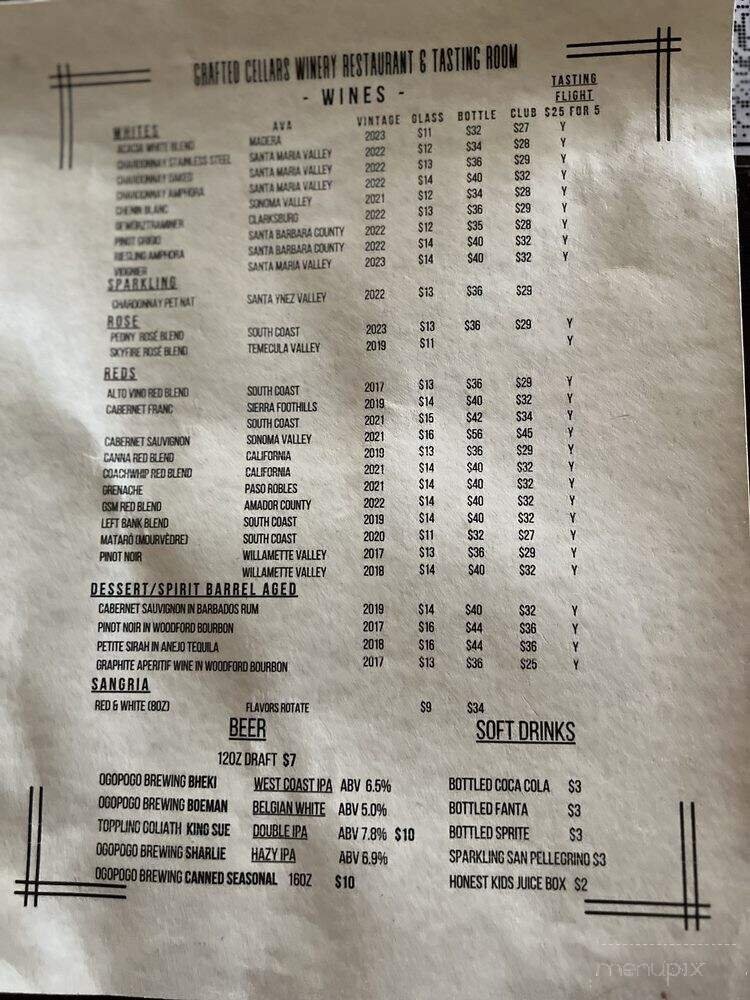 GRAFTED CELLARS WINERY RESTAURANT & TASTING ROOM
- WINES -
TASTING
FLIGHT
WHITES AVA VINTAGE GLASS BOTTLE CLUB $25 FOR 5
ACACIA WHITE BLEND MADERA 2023 $11 $32 $27 Y
CHARDONNAY STAINLESS STEEL SANTA MARIA VALLEY 2022 $12 $34 $28 Y
CHARDONNAY OAKED SANTA MARIA VALLEY 2022 $13 $36 $29 Y
CHARDONNAY AMPHORA SANTA MARIA VALLEY 2022 $14 $40 $32 Y
CHENIN BLANC SONOMA VALLEY 2021 $12 $34 $28 Y
GEWÜRZTRAMINER CLARKSBURG 2022 $13 $36 $29 Y
PINOT GRIGIO SANTA BARBARA COUNTY 2022 $12 $35 $28 Y
RIESLING AMPHORA SANTA BARBARA COUNTY 2022 $14 $40 $32 Y
VIOGNIER SANTA MARIA VALLEY 2023 $14 $40 $32 Y
SPARKLING
CHARDONNAY PET NAT SANTA YNEZ VALLEY 2022 $13 $36 $29
ROSE
PEONY ROSÉ BLEND SOUTH COAST 2023 $13 $36 $29 Y
SKYFIRE ROSÉ BLEND TEMECULA VALLEY 2019 $11 Y
REDS
ALTO VINO RED BLEND SOUTH COAST 2017 $13 $36 $29 Y
CABERNET FRANC SIERRA FOOTHILLS 2019 $14 $40 $32 Y
SOUTH COAST 2021 $15 $42 $34 Y
CABERNET SAUVIGNON SONOMA VALLEY 2021 $16 $56 $45 Y
CANNA RED BLEND CALIFORNIA 2019 $13 $36 $29 Y
COACHWHIP RED BLEND CALIFORNIA 2021 $14 $40 $32 Y
GRENACHE PASO ROBLES 2021 $14 $40 $32 Y
GSM RED BLEND AMADOR COUNTY 2022 $14 $40 $32 Y
LEFT BANK BLEND SOUTH COAST 2019 $14 $40 $32 Y
MATARÓ (MOURVÈDRE) SOUTH COAST 2020 $11 $32 $27 Y
PINOT NOIR WILLAMETTE VALLEY 2017 $13 $36 $29 Y
WILLAMETTE VALLEY 2018 $14 $40 $32 Y
DESSERT/SPIRIT BARREL AGED
CABERNET SAUVIGNON IN BARBADOS RUM 2019 $14 $40 $32 Y
PINOT NOIR IN WOODFORD BOURBON 2017 $16 $44 $36 Y
PETITE SIRAH IN ANEJO TEQUILA 2018 $16 $44 $36 Y
GRAPHITE APERITIF WINE IN WOODFORD BOURBON 2017 $13 $36 $25 Y
SANGRIA
RED & WHITE (8OZ) FLAVORS ROTATE $9 $34
BEER
12OZ DRAFT $7
OGOPOGO BREWING BHEKI WEST COAST IPA ABV 6.5%
OGOPOGO BREWING BOEMAN BELGIAN WHITE ABV 5.0%
TOPPLING GOLIATH KING SUE DOUBLE IPA ABV 7.8% $10
OGOPOGO BREWING SHARLIE HAZY IPA ABV 6.9%
OGOPOGO BREWING CANNED SEASONAL 16OZ $10
SOFT DRINKS
BOTTLED COCA COLA $3
BOTTLED FANTA $3
BOTTLED SPRITE $3
SPARKLING SAN PELLEGRINO $3
HONEST KIDS JUICE BOX $2
menupix